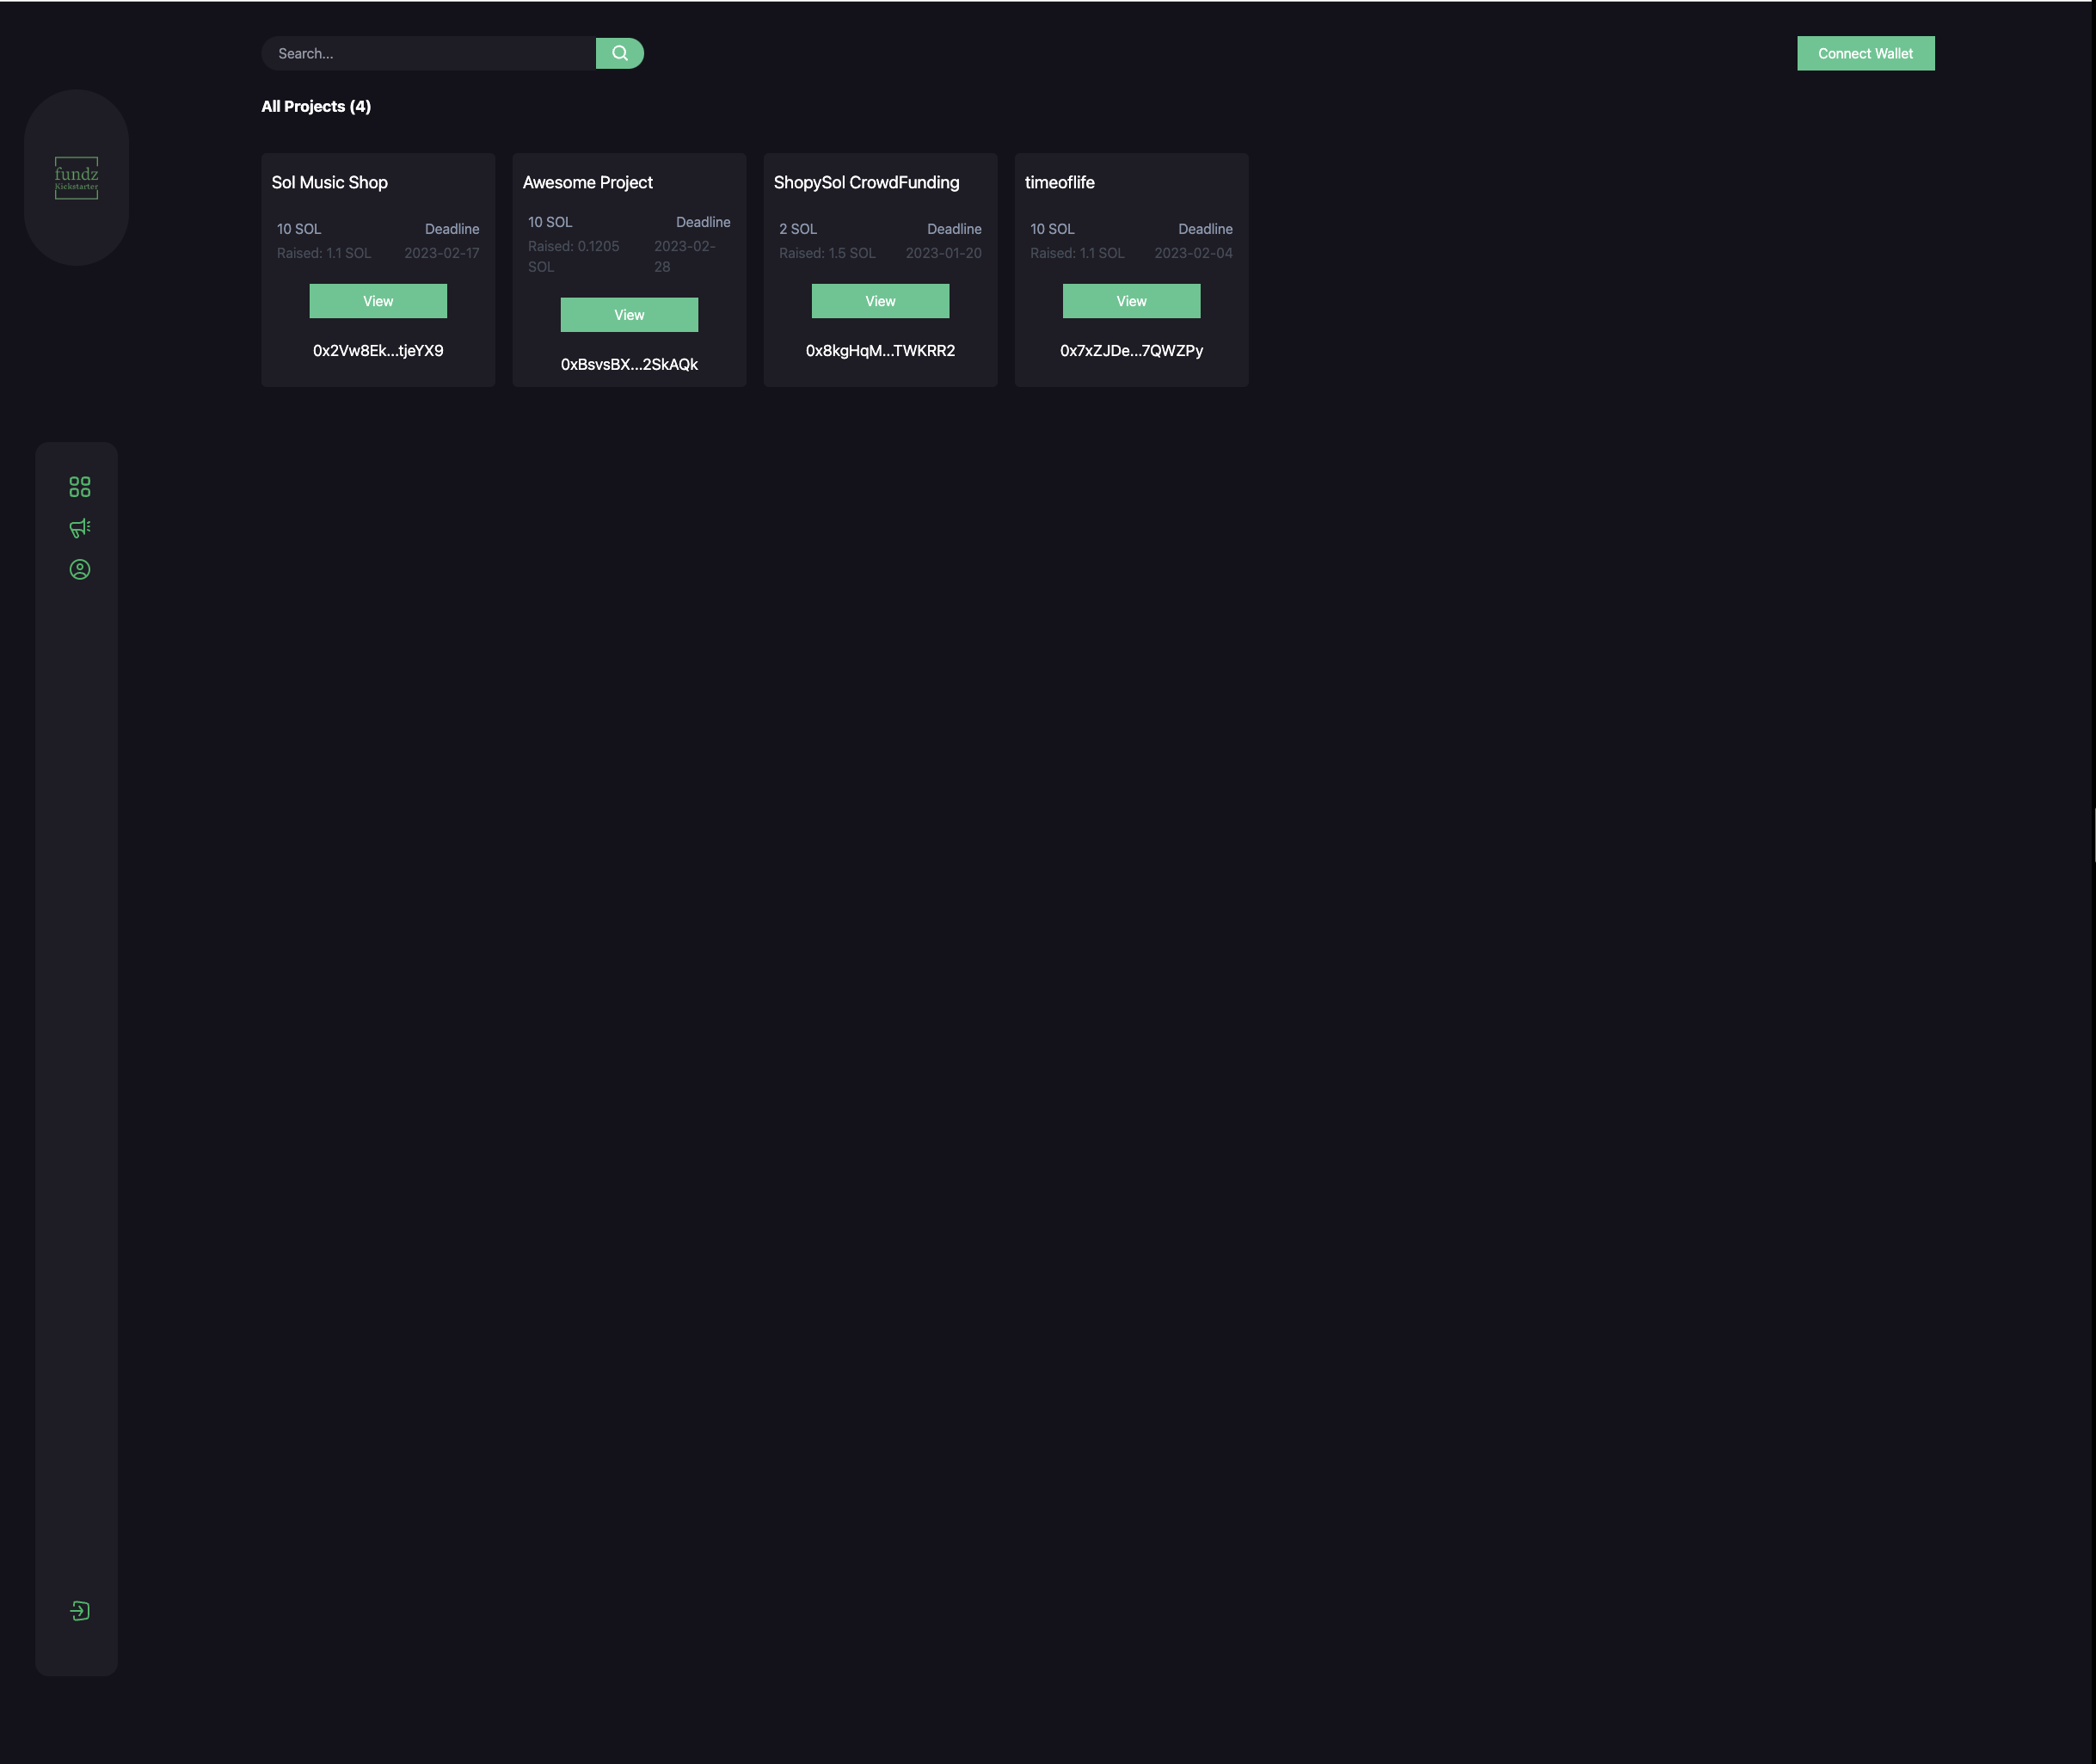 Search...
Connect Wallet
All Projects (4)
fundz
Kickstarter
Sol Music Shop
10 SOL
Deadline
Raised: 1.1 SOL
2023-02-17
View
0x2Vw8Ek...tjeYX9
Awesome Project
10 SOL
Deadline
Raised: 0.1205
SOL
2023-02-
28
View
0xBsvsBX...2SkAQk
ShopySol CrowdFunding
2 SOL
Deadline
Raised: 1.5 SOL
2023-01-20
View
0x8kgHqM...TWKRR2
timeoflife
10 SOL
Deadline
Raised: 1.1 SOL
2023-02-04
View
0x7xZJDe...7QWZPy